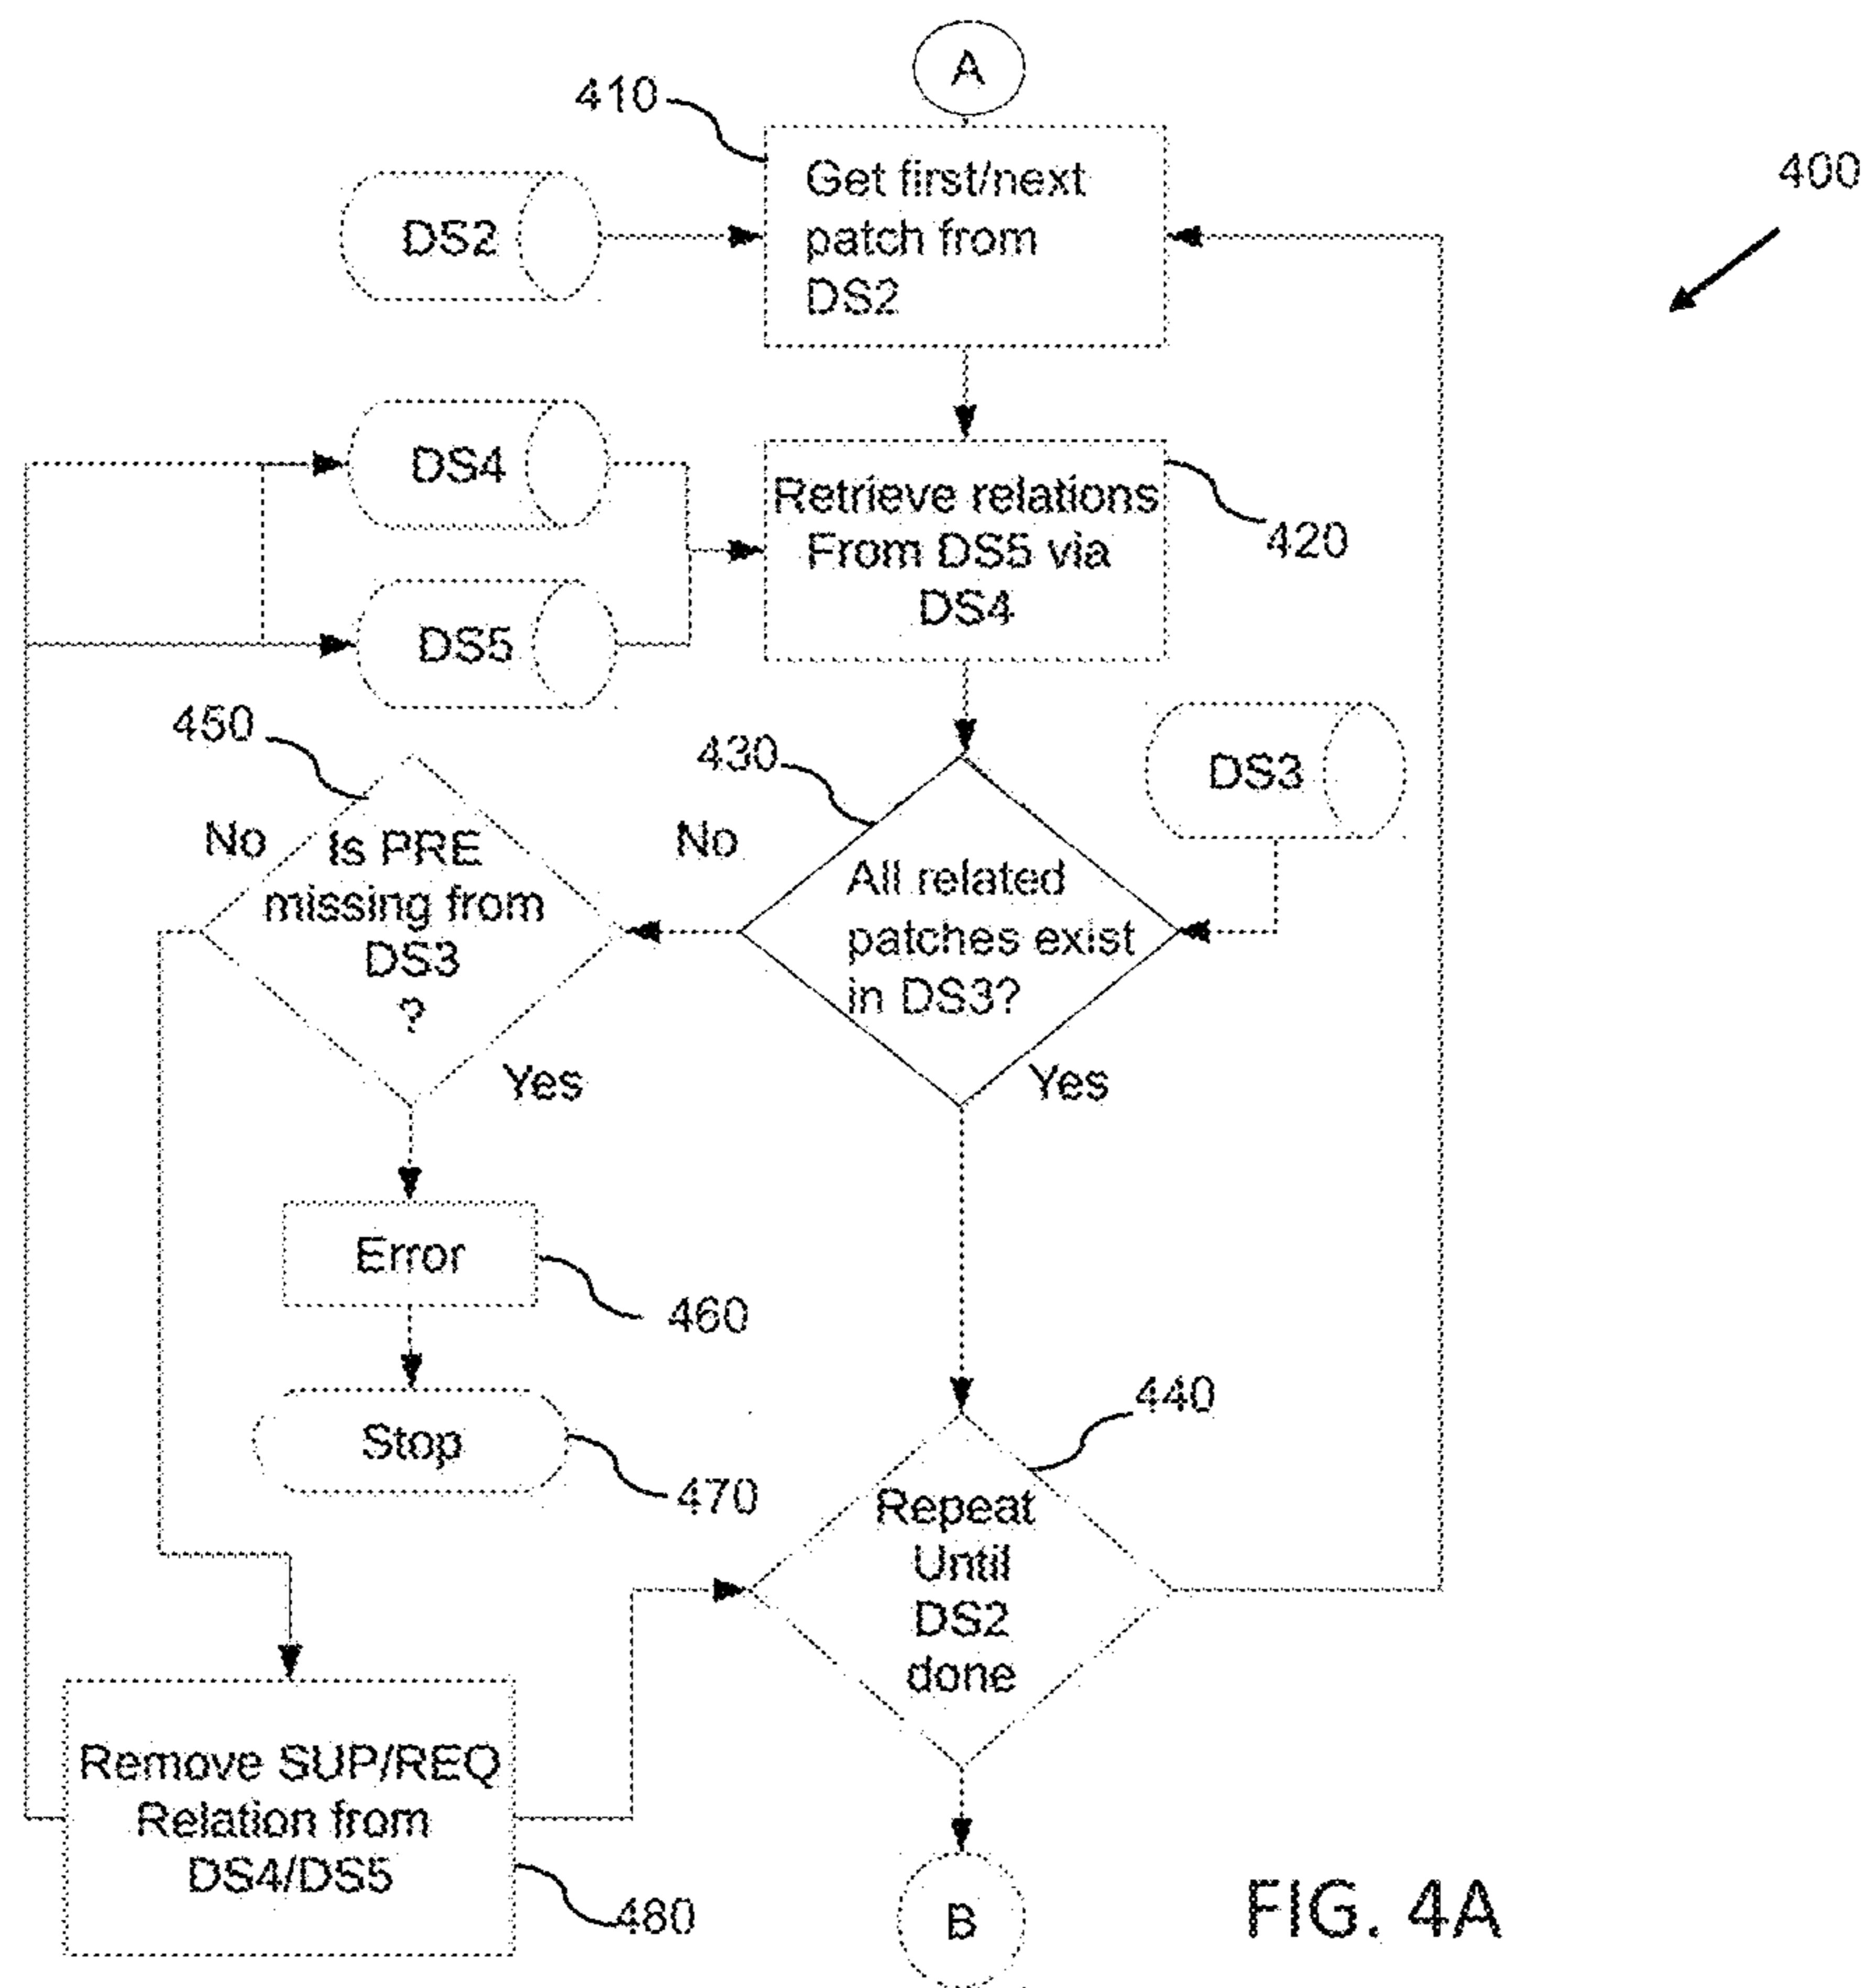 A
410
Get first/next
patch from
DS2
400
DS2
DS4
Retrieve relations
From DS5 via
DS4
420
DS5
450
430
DS3
No
Is PRE
missing from
DS3
?
No
All related
patches exist
in DS3?
Yes
Yes
Error
460
440
Stop
470
Repeat
Until
DS2
done
Remove SUP/REQ
Relation from
DS4/DS5
480
B
FIG. 4A